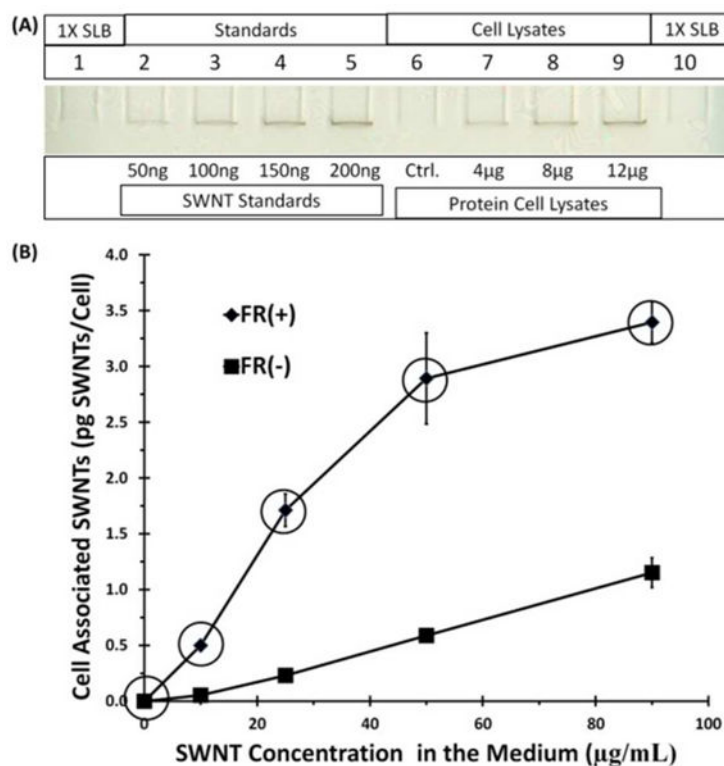 (A)
1X SLB Standards Cell Lysates 1X SLB
1 2 3 4 5 6 7 8 9 10
50ng 100ng 150ng 200ng Ctrl. 4µg 8µg 12µg
SWNT Standards Protein Cell Lysates
(B)
4.0
3.5
3.0
2.5
2.0
1.5
1.0
0.5
0.0
Cell Associated SWNTs (pg SWNTs/Cell)
FR(+)
FR(-)
0 20 40 60 80 100
SWNT Concentration in the Medium (µg/mL)